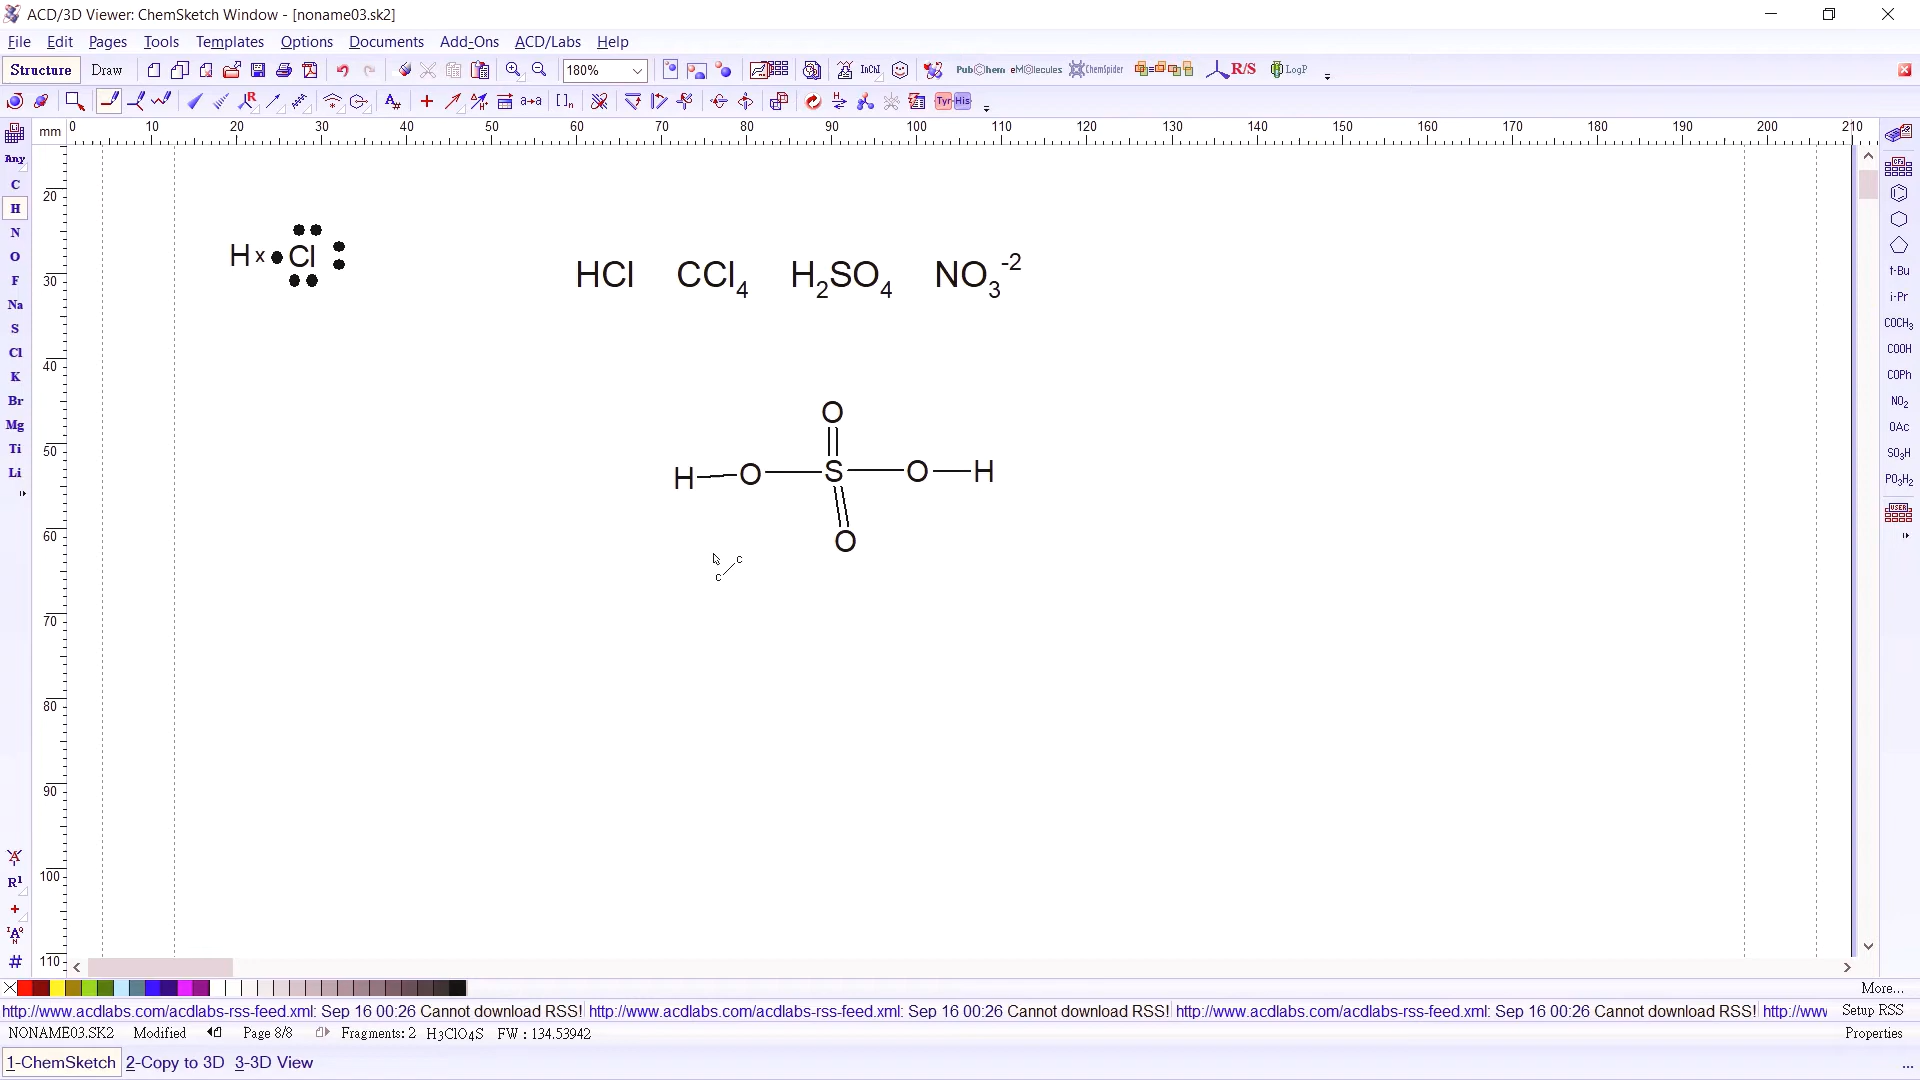 ACD/3D Viewer: ChemSketch Window - [noname03.sk2]
File Edit Pages Tools Templates Options Documents Add-Ons ACD/Labs Help
Structure Draw 180% InChI PubChem eMolecules ChemSpider R/S LogP
R A H a→a []n H Tyr His
mm 0 10 20 30 40 50 60 70 80 90 100 110 120 130 140 150 160 170 180 190 200 210
Any
C
H
N
O
F
Na
S
Cl
K
Br
Mg
Ti
Li
A
R1
+
#
20
30
40
50
60
70
80
90
100
110
H x Cl
HCl CCl4 H2SO4 NO3-2
O
H O S O H
O
c
c
t-Bu
i-Pr
COCH3
COOH
COPh
NO2
OAc
SO3H
PO3H2
USER
More...
http://www.acdlabs.com/acdlabs-rss-feed.xml: Sep 16 00:26 Cannot download RSS! http://www.acdlabs.com/acdlabs-rss-feed.xml: Sep 16 00:26 Cannot download RSS! http://www.acdlabs.com/acdlabs-rss-feed.xml: Sep 16 00:26 Cannot download RSS! http://www Setup RSS
NONAME03.SK2 Modified Page 8/8 Fragments: 2 H3ClO4S FW : 134.53942 Properties
1-ChemSketch 2-Copy to 3D 3-3D View ...